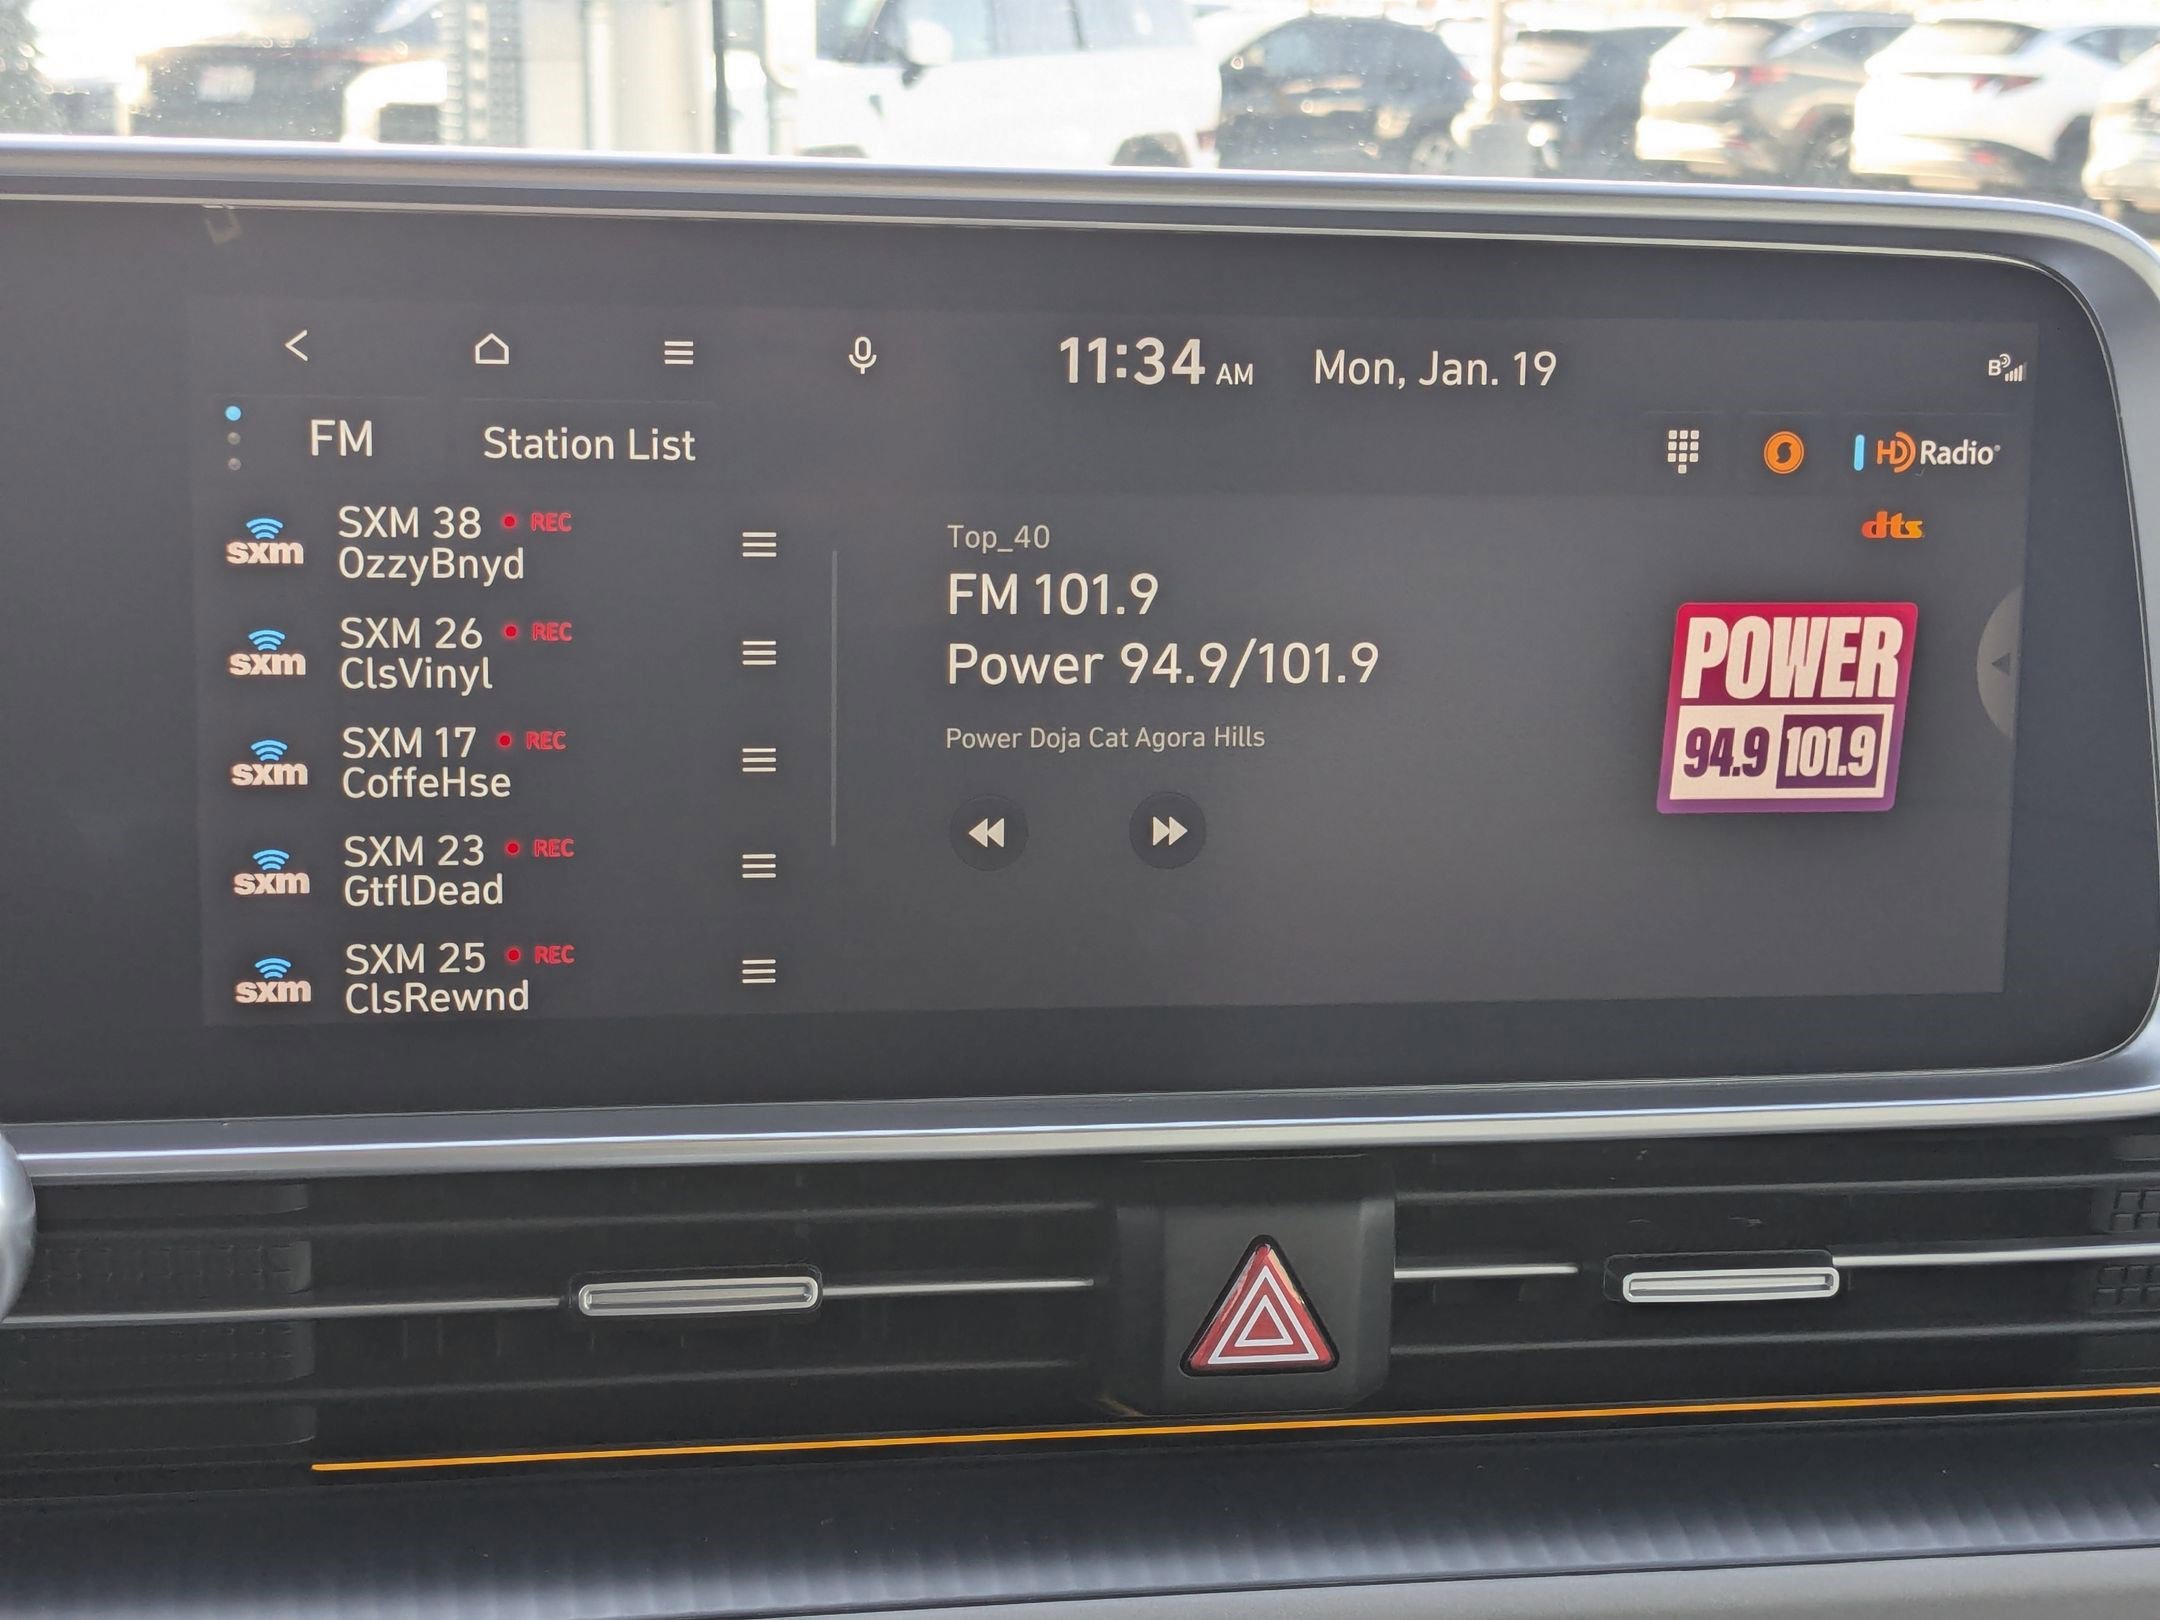 11:34 AM
Mon, Jan. 19
B
FM
Station List
HD Radio
dts
SXM 38 REC
OzzyBnyd
sxm
SXM 26 REC
ClsVinyl
sxm
SXM 17 REC
CoffeHse
sxm
SXM 23 REC
GtflDead
sxm
SXM 25 REC
ClsRewnd
sxm
Top_40
FM 101.9
Power 94.9/101.9
Power Doja Cat Agora Hills
POWER
94.9 101.9